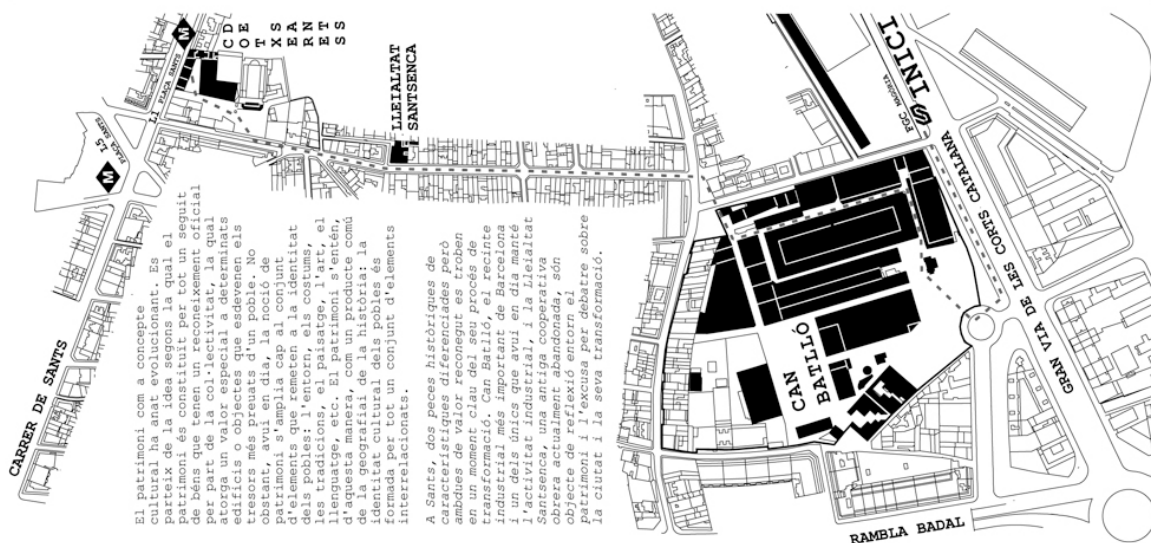 CARRER DE SANTS
M
L5
PLAÇA SANTS
L1
PLAÇA SANTS
M
COTXERES
DE SANTS
LLEIALTAT
SANTSENCA
INICI
FGC MAGÒRIA
GRAN VIA DE LES CORTS CATALANA
CAN
BATLLÓ
RAMBLA BADAL
El patrimoni com a concepte
cultural ha anat evolucionant. Es
parteix de la idea segons la qual el
patrimoni és constituït per tot un seguit
de béns que tenen un reconeixement oficial
per part de la col·lectivitat, la qual
atorga un valor especial a determinats
edificis i objectes que esdevenen els
tresors més preuats d'un poble. No
obstant, avui en dia, la noció de
patrimoni s'amplia cap al conjunt
d'elements que remeten a la identitat
dels pobles: l'entorn, els costums,
les tradicions, el paisatge, l'art, el
llenguatge, etc. El patrimoni s'entén,
d'aquesta manera, com un producte comú
de la geografiai de la història: la
identitat cultural dels pobles és
formada per tot un conjunt d'elements
interrelacionats.
A Sants, dos peces històriques de
característiques diferenciades però
ambdues de valor reconegut es troben
en un moment clau del seu procés de
transformació. Can Batlló, el recinte
industrial més important de Barcelona
i un dels únics que avui en dia manté
l'activitat industrial, i la Lleialtat
Santsenca, una antiga cooperativa
obrera actualment abandonada, són
objecte de reflexió entorn el
patrimoni i l'excusa per debatre sobre
la ciutat i la seva transformació.